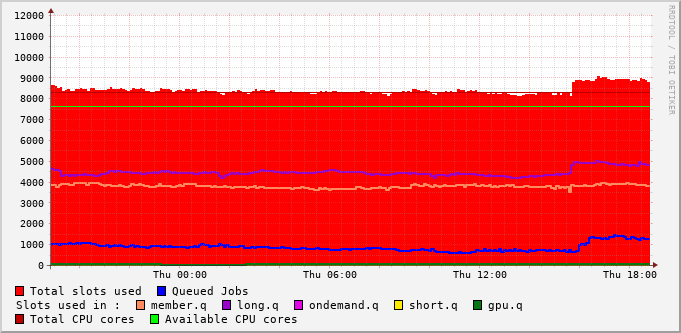 12000
11000
10000
9000
8000
7000
6000
5000
4000
3000
2000
1000
0
Thu 00:00 Thu 06:00 Thu 12:00 Thu 18:00
RRDTOOL / TOBI OETIKER
Total slots used Queued Jobs
Slots used in : member.q long.q ondemand.q short.q gpu.q
Total CPU cores Available CPU cores